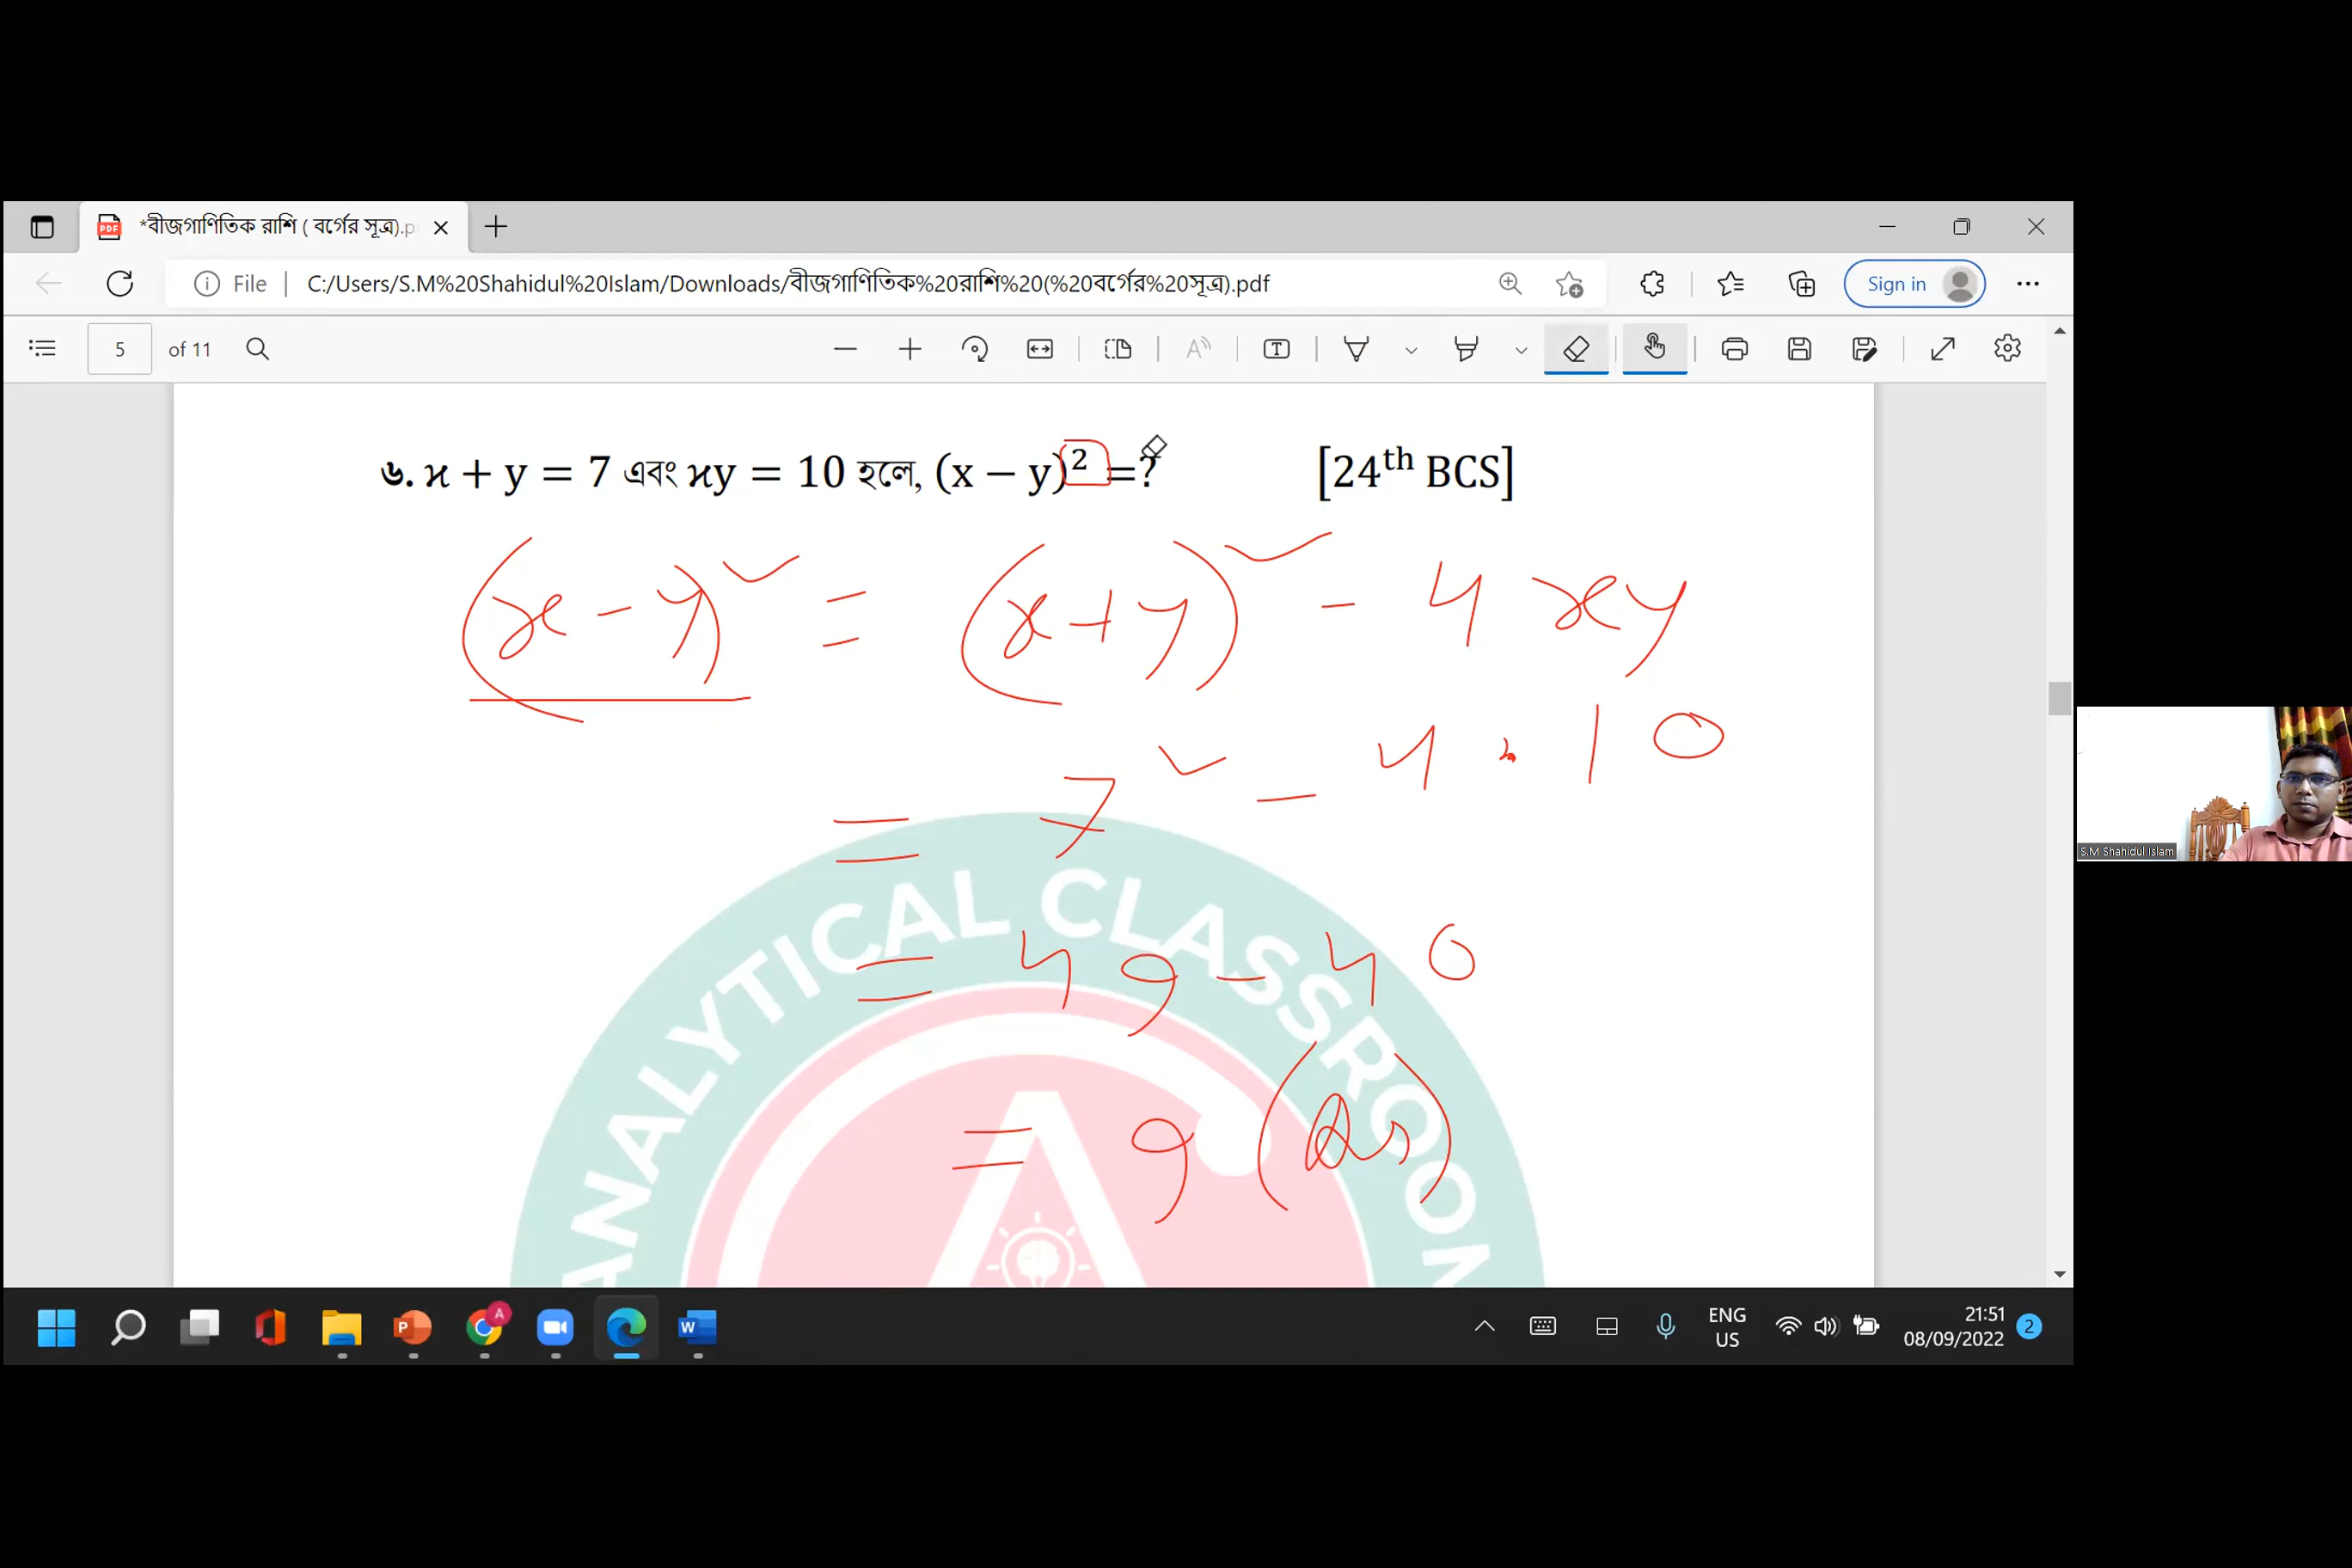 *বীজগাণিতিক রাশি ( বর্গের সূত্র).p
File
C:/Users/S.M%20Shahidul%20Islam/Downloads/বীজগাণিতিক%20রাশি%20(%20বর্গের%20সূত্র).pdf
Sign in
5 of 11
৬. x + y = 7 এবং xy = 10 হলে, (x − y)² =? [24th BCS]
(x − y)² = (x + y)² − 4xy
= 7² − 4 . 10
= 49 − 40
= 9 (Ans)
ANALYTICAL CLASSROOM
S.M Shahidul Islam
ENG
US
21:51
08/09/2022
2